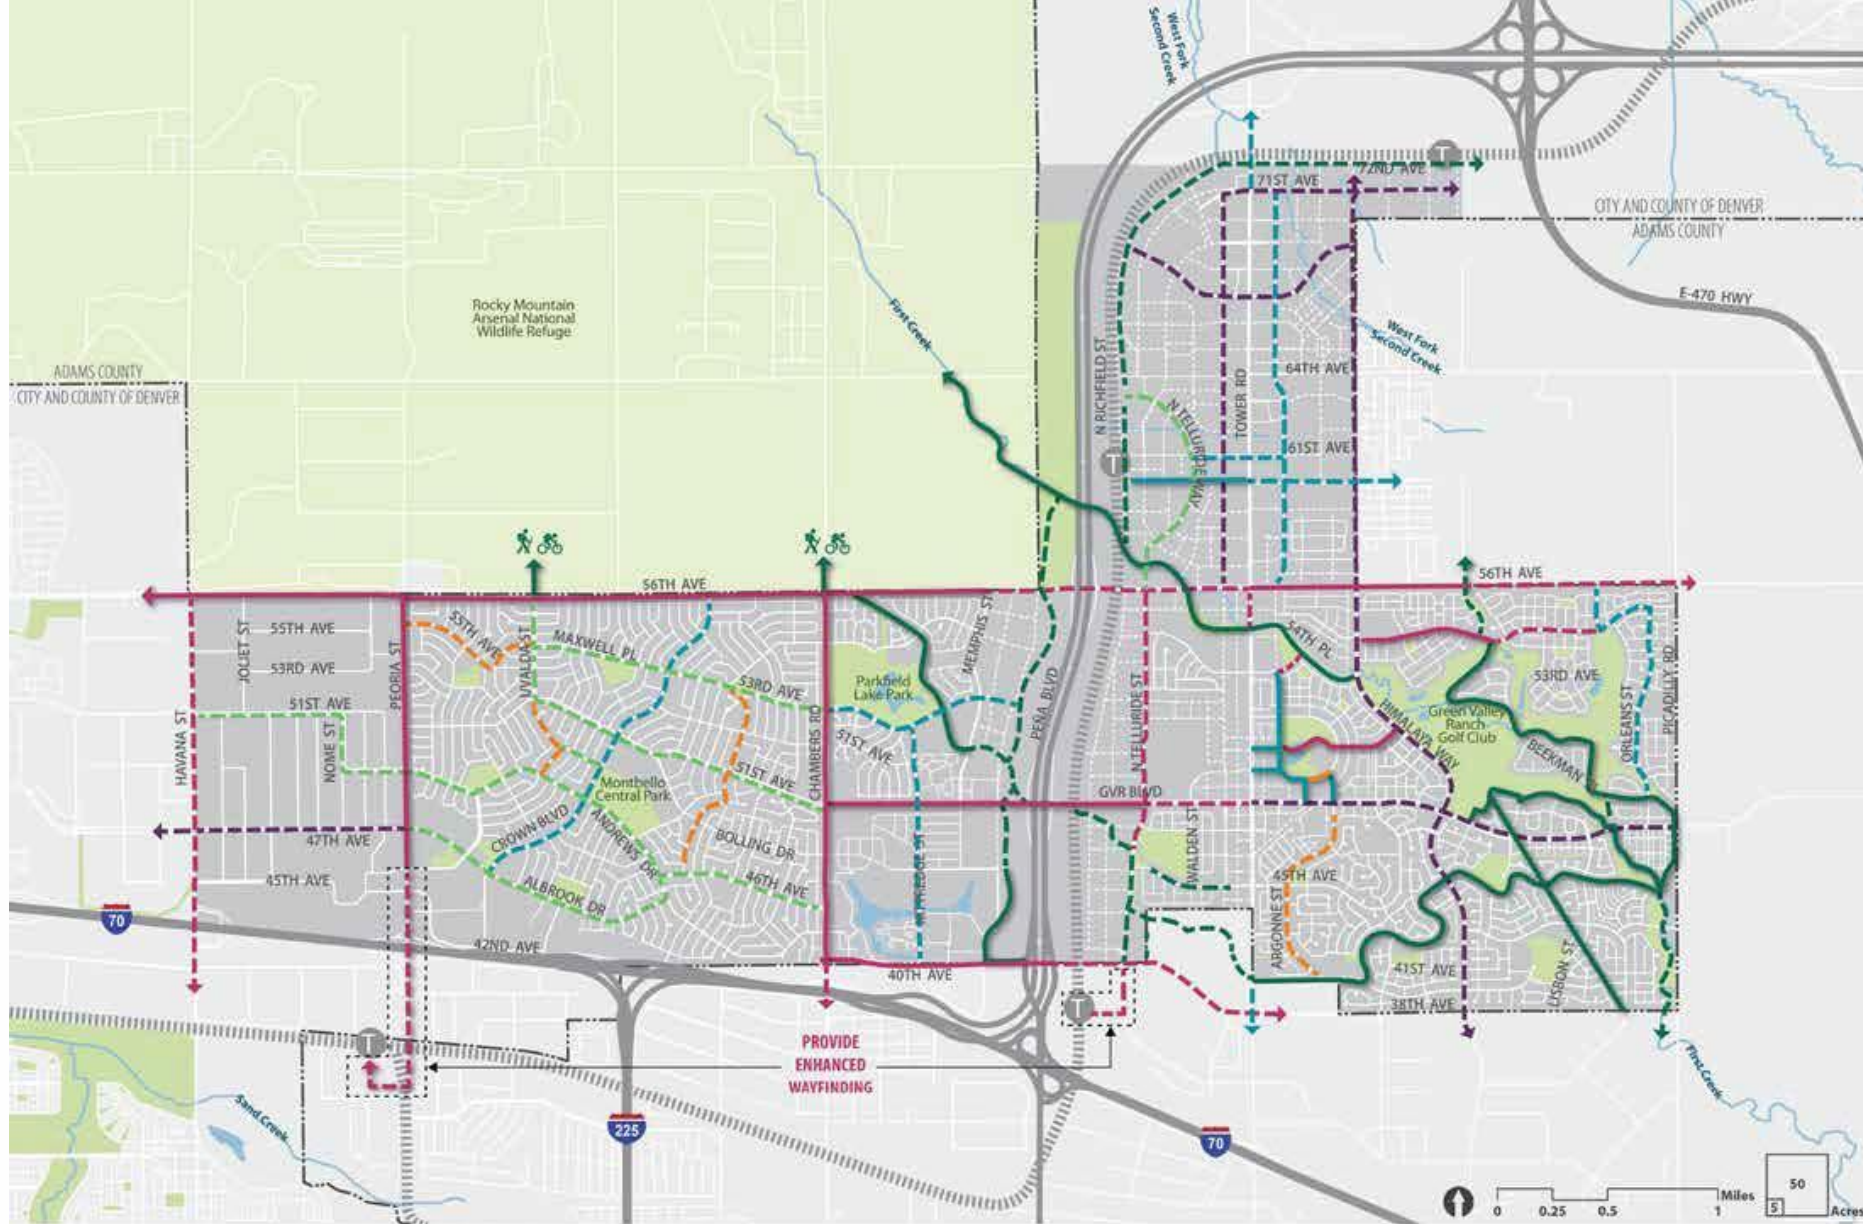 West Fork
Second Creek
72ND AVE
71ST AVE
CITY AND COUNTY OF DENVER
ADAMS COUNTY
E-470 HWY
Rocky Mountain
Arsenal National
Wildlife Refuge
First Creek
West Fork
Second Creek
N RICHFIELD ST
64TH AVE
TOWER RD
N TELLURIDE WAY
61ST AVE
ADAMS COUNTY
CITY AND COUNTY OF DENVER
T
T
56TH AVE
56TH AVE
JOLIET ST
55TH AVE
53RD AVE
51ST AVE
NOME ST
HAVANA ST
PEORIA ST
55TH AVE
UVALDA ST
MAXWELL PL
53RD AVE
51ST AVE
CHAMBERS RD
Parkfield
Lake Park
MEMPHIS ST
51ST AVE
PEÑA BLVD
N TELLURIDE ST
54TH PL
53RD AVE
HIMALAYA WAY
Green Valley
Ranch
Golf Club
BEEKMAN
ORLEANS ST
PICADILLY RD
GVR BLVD
Montbello
Central Park
CROWN BLVD
ANDREWS DR
BOLLING DR
46TH AVE
ALBROOK DR
47TH AVE
45TH AVE
WALDEN ST
45TH AVE
ARGONNE ST
41ST AVE
LISBON ST
38TH AVE
42ND AVE
40TH AVE
70
T
T
PROVIDE
ENHANCED
WAYFINDING
Sand Creek
225
70
First Creek
0 0.25 0.5 1 Miles
50
5
Acres